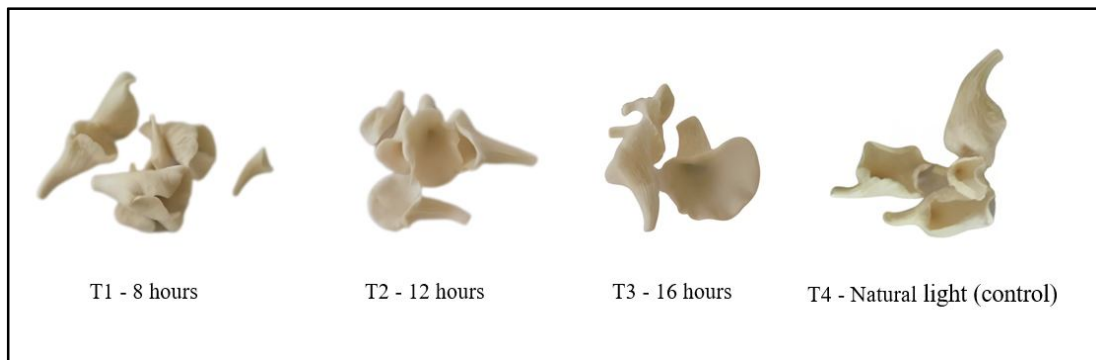 T1 - 8 hours
T2 - 12 hours
T3 - 16 hours
T4 - Natural light (control)